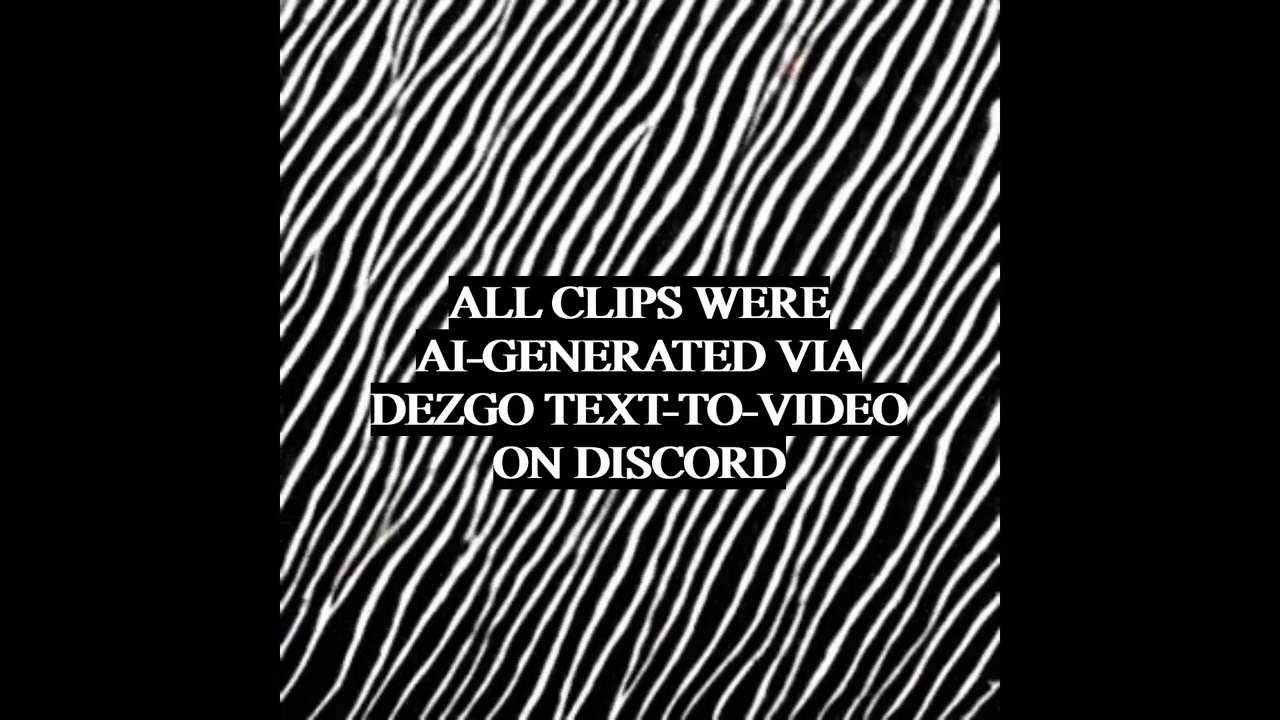 ALL CLIPS WERE
AI-GENERATED VIA
DEZGO TEXT-TO-VIDEO
ON DISCORD